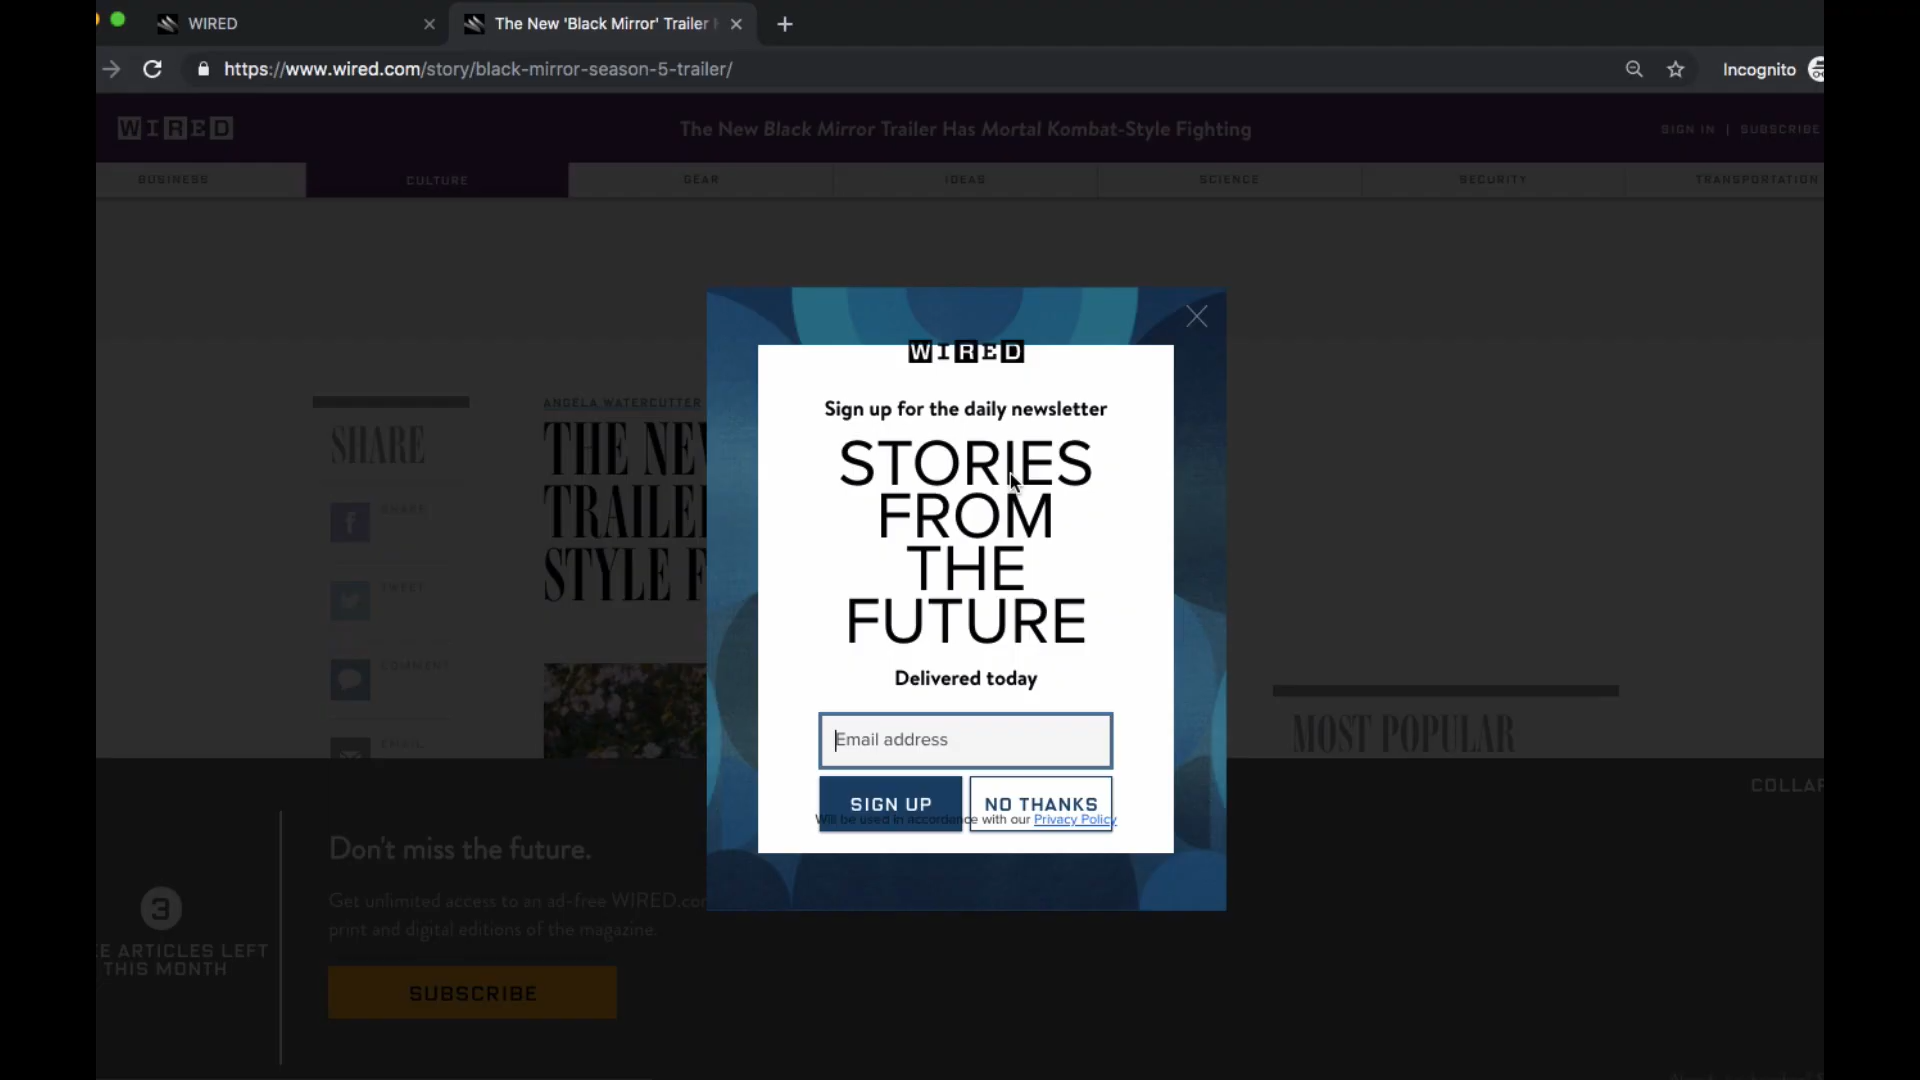 WIRED
The New 'Black Mirror' Trailer
https://www.wired.com/story/black-mirror-season-5-trailer/
Incognito
WIRED
The New Black Mirror Trailer Has Mortal Kombat-Style Fighting
SIGN IN | SUBSCRIBE
BUSINESS
CULTURE
GEAR
IDEAS
SCIENCE
SECURITY
TRANSPORTATION
WIRED
Sign up for the daily newsletter
STORIES
FROM
THE
FUTURE
Delivered today
Email address
SIGN UP
NO THANKS
Will be used in accordance with our Privacy Policy
ANGELA WATERCUTTER
SHARE
SHARE
TWEET
COMMENT
EMAIL
THE NEW
TRAILER
STYLE F
MOST POPULAR
COLLAP
3
E ARTICLES LEFT
THIS MONTH
Don't miss the future.
Get unlimited access to an ad-free WIRED.co
print and digital editions of the magazine.
SUBSCRIBE